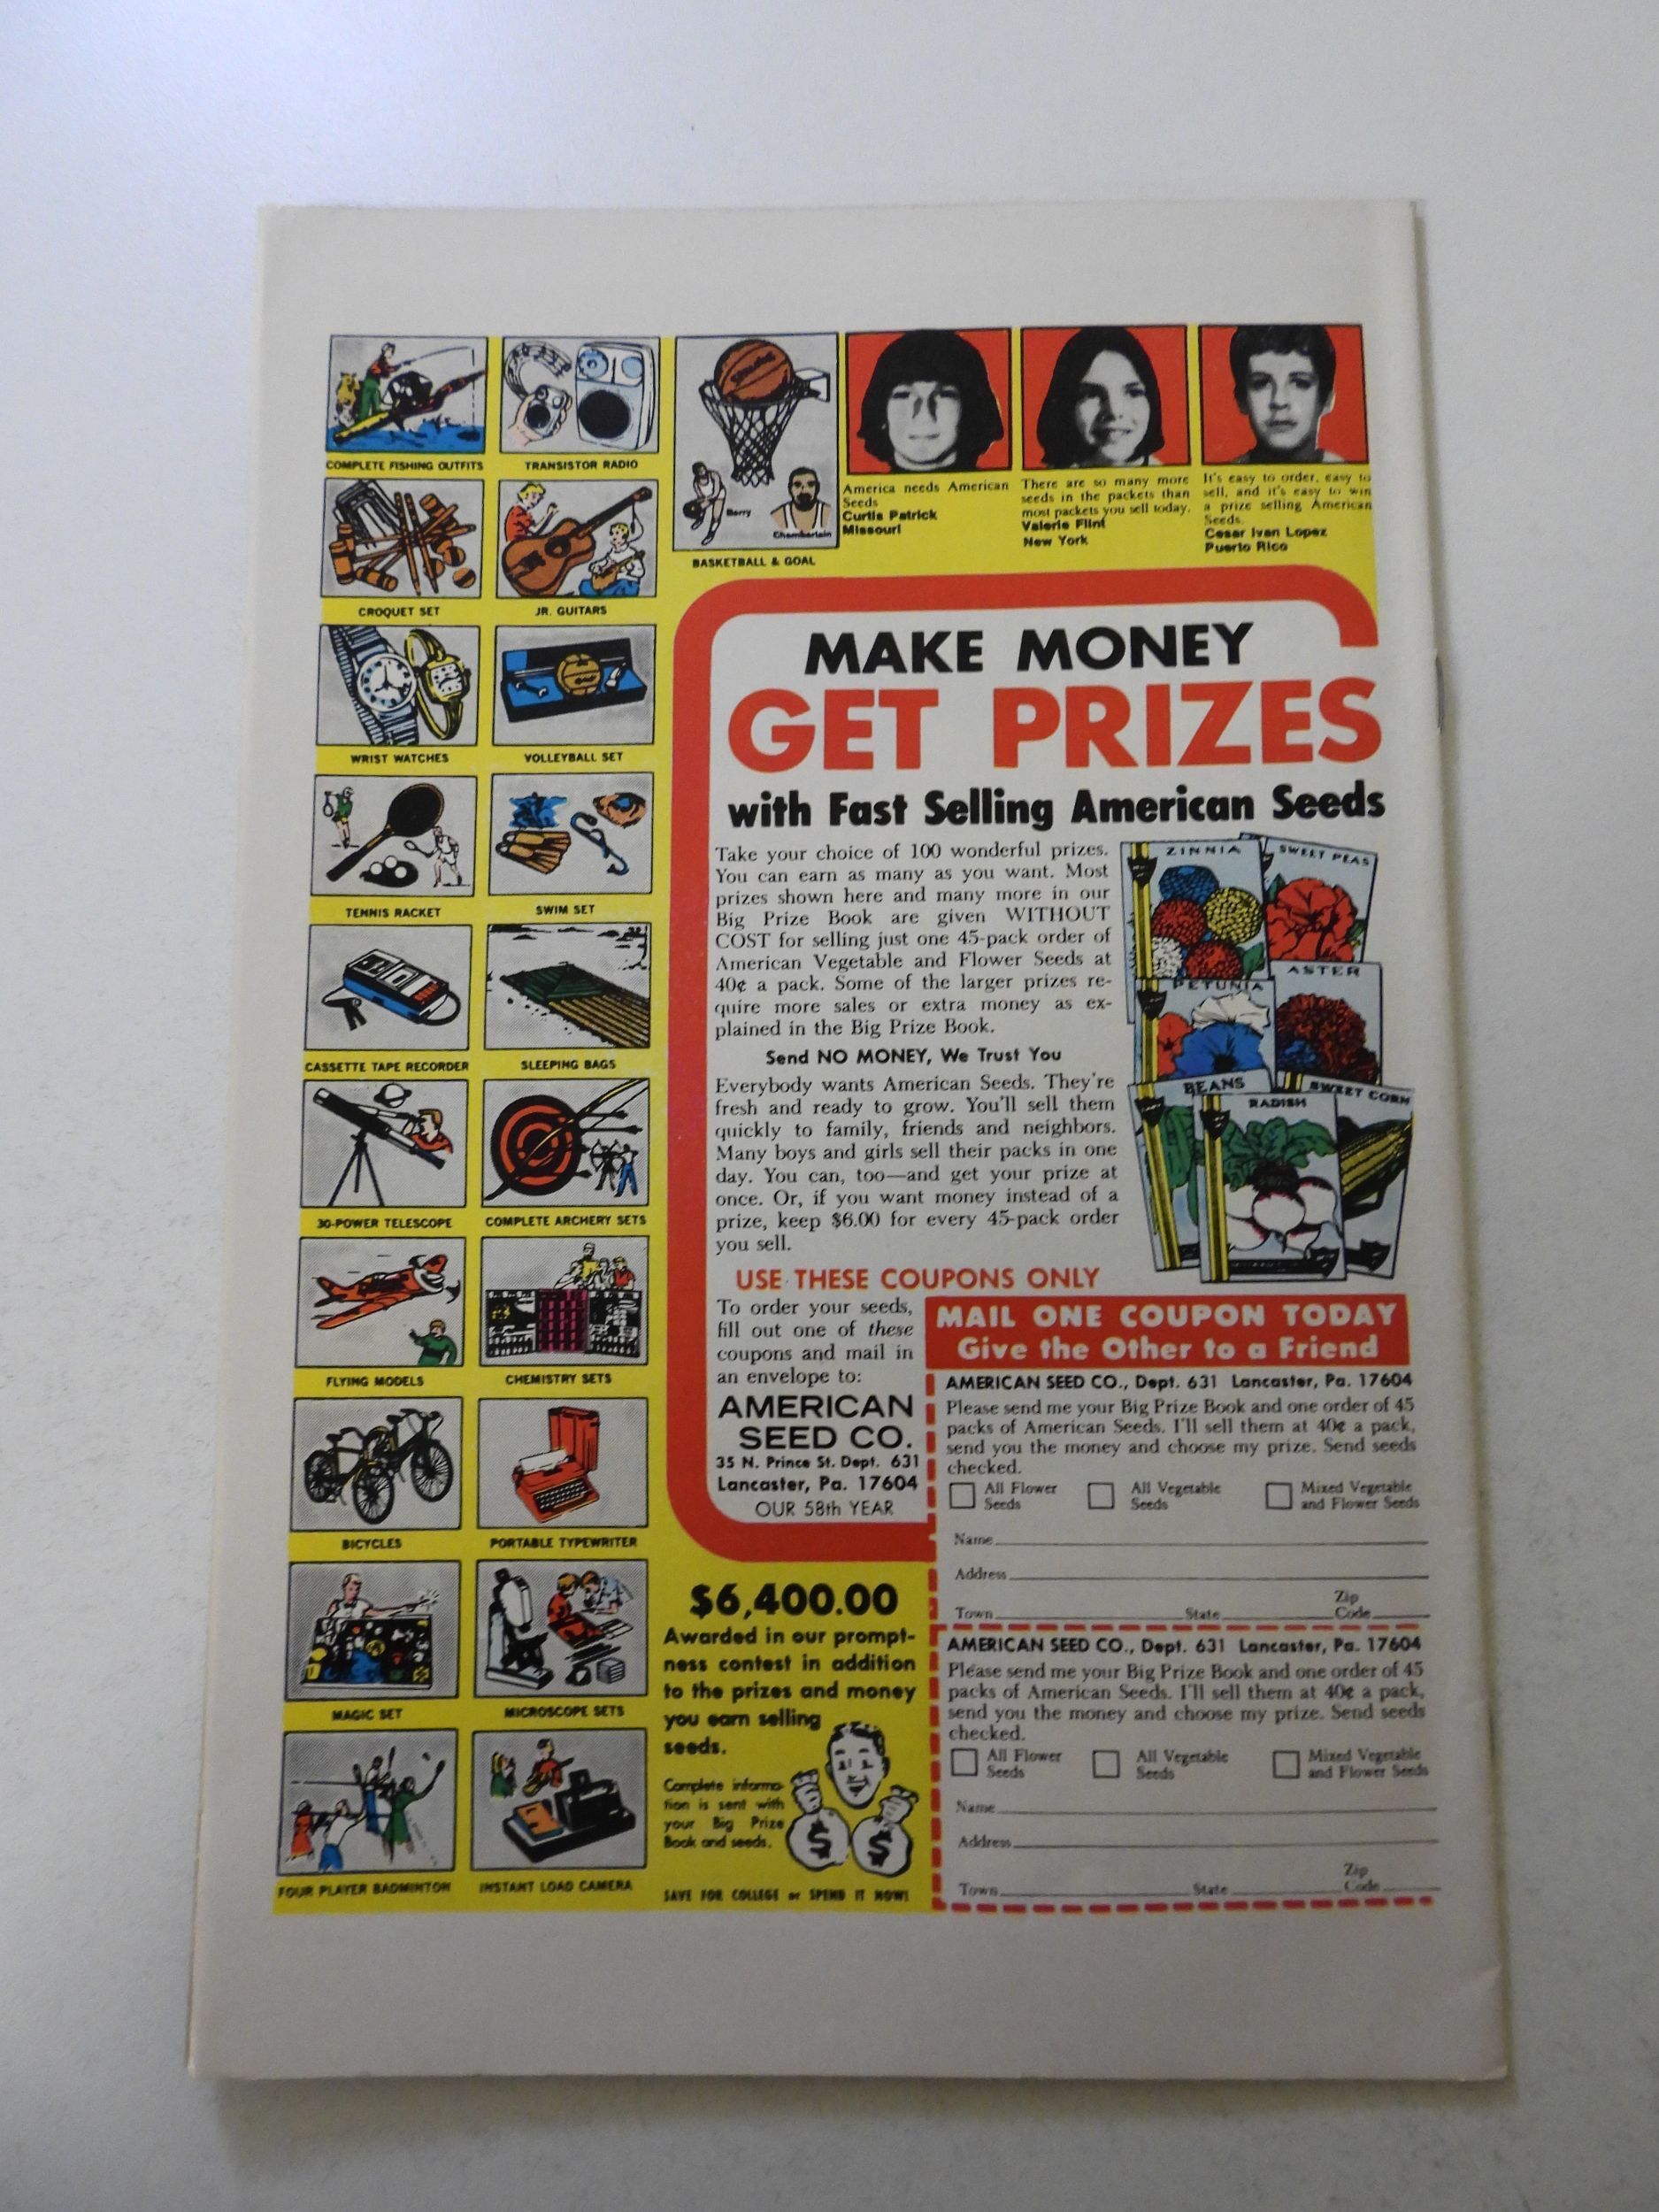 COMPLETE FISHING OUTFITS
TRANSISTOR RADIO
Berry
Chamberlain
BASKETBALL & GOAL
America needs American
Seeds
Curtis Patrick
Missouri
There are so many more
seeds in the packets than
most packets you sell today.
Valerie Flint
New York
It's easy to order, easy to
sell, and it's easy to win
a prize selling American
Seeds.
Cesar Ivan Lopez
Puerto Rico
CROQUET SET
JR. GUITARS
WRIST WATCHES
VOLLEYBALL SET
TENNIS RACKET
SWIM SET
CASSETTE TAPE RECORDER
SLEEPING BAGS
30-POWER TELESCOPE
COMPLETE ARCHERY SETS
FLYING MODELS
CHEMISTRY SETS
BICYCLES
PORTABLE TYPEWRITER
MAGIC SET
MICROSCOPE SETS
FOUR PLAYER BADMINTON
INSTANT LOAD CAMERA
MAKE MONEY
GET PRIZES
with Fast Selling American Seeds
Take your choice of 100 wonderful prizes.
You can earn as many as you want. Most
prizes shown here and many more in our
Big Prize Book are given WITHOUT
COST for selling just one 45-pack order of
American Vegetable and Flower Seeds at
40¢ a pack. Some of the larger prizes re-
quire more sales or extra money as ex-
plained in the Big Prize Book.
Send NO MONEY, We Trust You
Everybody wants American Seeds. They're
fresh and ready to grow. You'll sell them
quickly to family, friends and neighbors.
Many boys and girls sell their packs in one
day. You can, too—and get your prize at
once. Or, if you want money instead of a
prize, keep $6.00 for every 45-pack order
you sell.
ZINNIA
SWEET PEAS
PETUNIA
ASTER
BEANS
RADISH
SWEET CORN
USE THESE COUPONS ONLY
To order your seeds,
fill out one of these
coupons and mail in
an envelope to:
AMERICAN
SEED CO.
35 N. Prince St. Dept. 631
Lancaster, Pa. 17604
OUR 58th YEAR
$6,400.00
Awarded in our prompt-
ness contest in addition
to the prizes and money
you earn selling
seeds.
Complete informa-
tion is sent with
your Big Prize
Book and seeds.
$ $
SAVE FOR COLLEGE or SPEND IT NOW!
MAIL ONE COUPON TODAY
Give the Other to a Friend
AMERICAN SEED CO., Dept. 631 Lancaster, Pa. 17604
Please send me your Big Prize Book and one order of 45
packs of American Seeds. I'll sell them at 40¢ a pack,
send you the money and choose my prize. Send seeds
checked.
All Flower
Seeds
All Vegetable
Seeds
Mixed Vegetable
and Flower Seeds
Name
Address
Town State Zip Code
AMERICAN SEED CO., Dept. 631 Lancaster, Pa. 17604
Please send me your Big Prize Book and one order of 45
packs of American Seeds. I'll sell them at 40¢ a pack,
send you the money and choose my prize. Send seeds
checked.
All Flower
Seeds
All Vegetable
Seeds
Mixed Vegetable
and Flower Seeds
Name
Address
Town State Zip Code